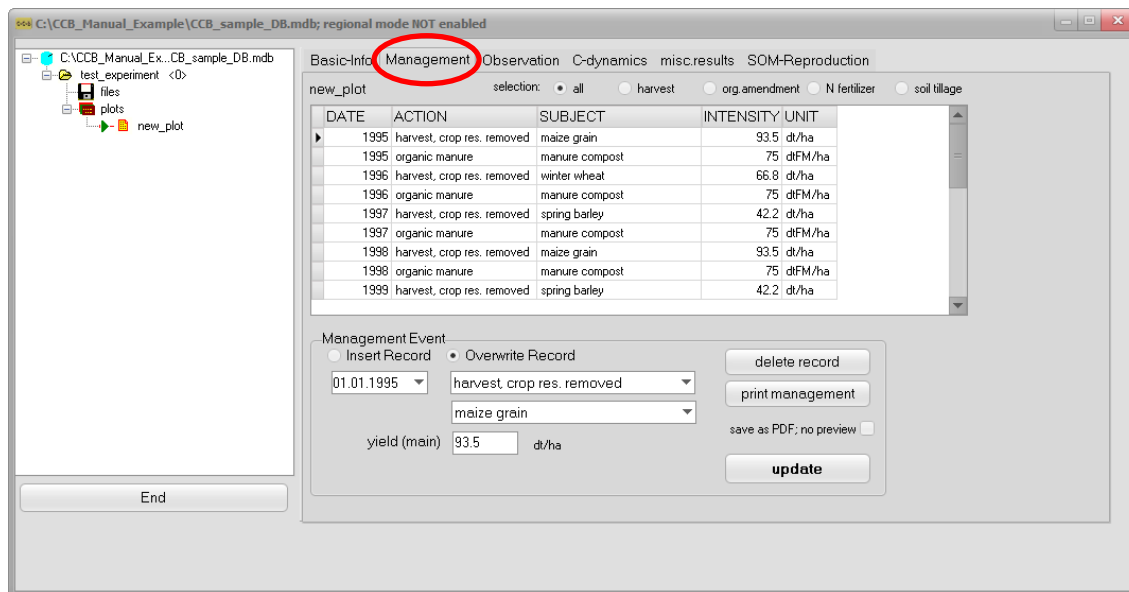 C:\CCB_Manual_Example\CCB_sample_DB.mdb; regional mode NOT enabled
C:\CCB_Manual_Ex...CB_sample_DB.mdb
test_experiment <0>
files
plots
new_plot
End
Basic-Info Management Observation C-dynamics misc.results SOM-Reproduction
new_plot selection: all harvest org.amendment N fertilizer soil tillage
DATE ACTION SUBJECT INTENSITY UNIT
1995 harvest, crop res. removed maize grain 93.5 dt/ha
1995 organic manure manure compost 75 dtFM/ha
1996 harvest, crop res. removed winter wheat 66.8 dt/ha
1996 organic manure manure compost 75 dtFM/ha
1997 harvest, crop res. removed spring barley 42.2 dt/ha
1997 organic manure manure compost 75 dtFM/ha
1998 harvest, crop res. removed maize grain 93.5 dt/ha
1998 organic manure manure compost 75 dtFM/ha
1999 harvest, crop res. removed spring barley 42.2 dt/ha
Management Event
Insert Record Overwrite Record
01.01.1995 harvest, crop res. removed
maize grain
yield (main) 93.5 dt/ha
delete record
print management
save as PDF; no preview
update